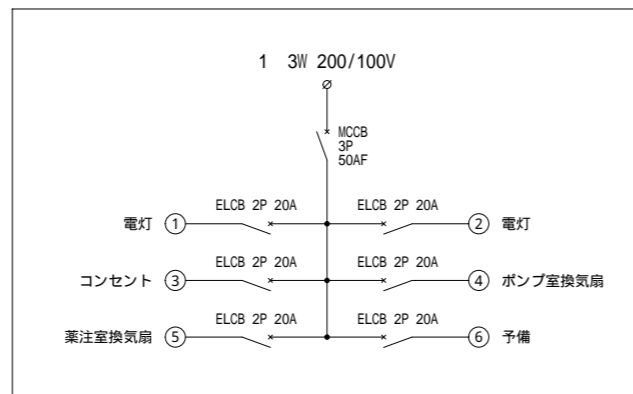 1 3W 200/100V
MCCB
3P
50AF
電灯 ① ELCB 2P 20A ELCB 2P 20A ② 電灯
コンセント ③ ELCB 2P 20A ELCB 2P 20A ④ ポンプ室換気扇
薬注室換気扇 ⑤ ELCB 2P 20A ELCB 2P 20A ⑥ 予備